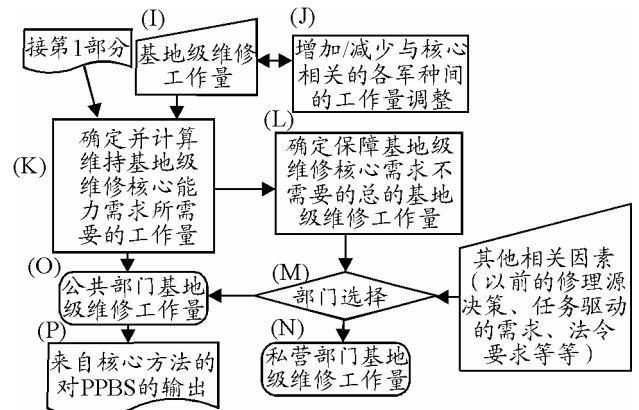 接第1部分
(I)
基地级维修
工作量
(J)
增加/减少与核心
相关的各军种间
的工作量调整
(K)
确定并计算
维持基地级
维修核心能
力需求所需
要的工作量
(L)
确定保障基地级
维修核心需求不
需要的总的基地
级维修工作量
(O)
公共部门基地
级维修工作量
(M)
部门选择
其他相关因素
（以前的修理源
决策、任务驱动
的需求、法令
要求等等）
(P)
来自核心方法的
对PPBS的输出
(N)
私营部门基地
级维修工作量